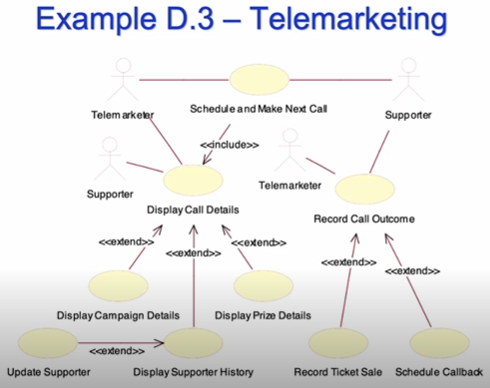 Example D.3 – Telemarketing
Telemarketer
Schedule and Make Next Call
Supporter
<<include>>
Supporter
Telemarketer
Display Call Details
Record Call Outcome
<<extend>>
<<extend>>
<<extend>>
<<extend>>
<<extend>>
Display Campaign Details
Display Prize Details
<<extend>>
Update Supporter
Display Supporter History
Record Ticket Sale
Schedule Callback